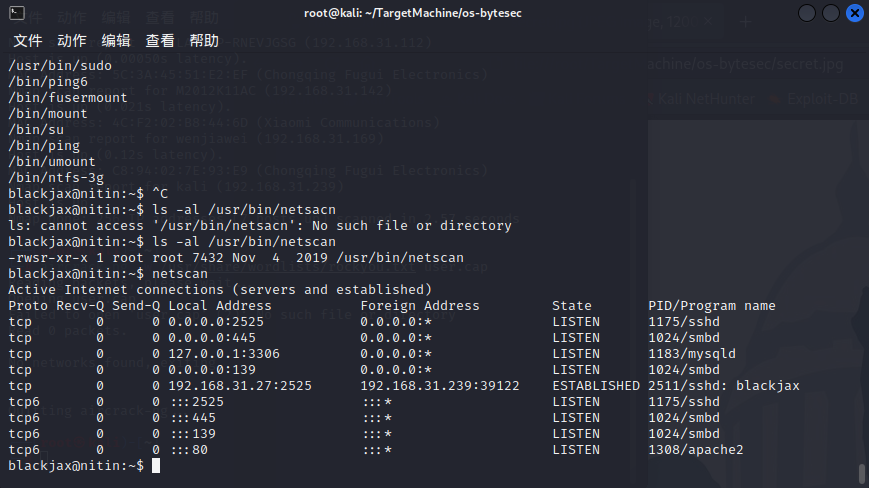 root@kali: ~/TargetMachine/os-bytesec
文件 动作 编辑 查看 帮助
/usr/bin/sudo
/bin/ping6
/bin/fusermount
/bin/mount
/bin/su
/bin/ping
/bin/umount
/bin/ntfs-3g
blackjax@nitin:~$ ^C
blackjax@nitin:~$ ls -al /usr/bin/netsacn
ls: cannot access '/usr/bin/netsacn': No such file or directory
blackjax@nitin:~$ ls -al /usr/bin/netscan
-rwsr-xr-x 1 root root 7432 Nov  4  2019 /usr/bin/netscan
blackjax@nitin:~$ netscan
Active Internet connections (servers and established)
Proto Recv-Q Send-Q Local Address           Foreign Address         State       PID/Program name
tcp        0      0 0.0.0.0:2525            0.0.0.0:*               LISTEN      1175/sshd
tcp        0      0 0.0.0.0:445             0.0.0.0:*               LISTEN      1024/smbd
tcp        0      0 127.0.0.1:3306          0.0.0.0:*               LISTEN      1183/mysqld
tcp        0      0 0.0.0.0:139             0.0.0.0:*               LISTEN      1024/smbd
tcp        0      0 192.168.31.27:2525      192.168.31.239:39122    ESTABLISHED 2511/sshd: blackjax
tcp6       0      0 :::2525                 :::*                    LISTEN      1175/sshd
tcp6       0      0 :::445                  :::*                    LISTEN      1024/smbd
tcp6       0      0 :::139                  :::*                    LISTEN      1024/smbd
tcp6       0      0 :::80                   :::*                    LISTEN      1308/apache2
blackjax@nitin:~$